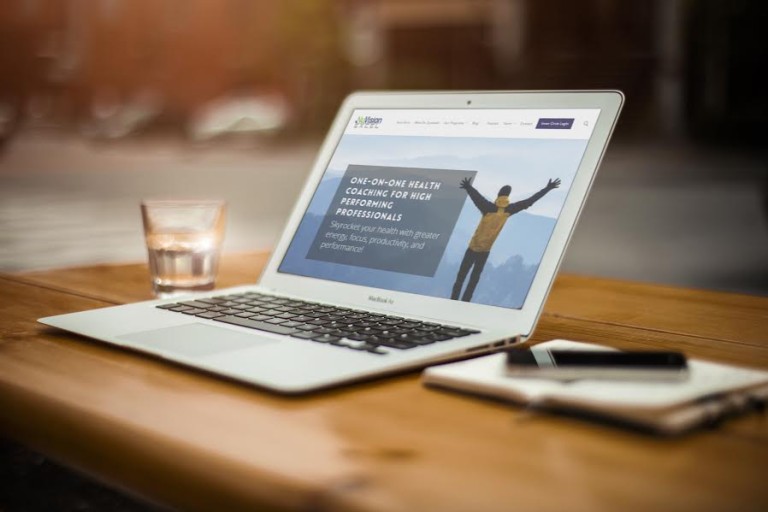 Vision
ONE-ON-ONE HEALTH
COACHING FOR HIGH
PERFORMING
PROFESSIONALS
Skyrocket your health with greater
energy, focus, productivity, and
performance!
MacBook Air